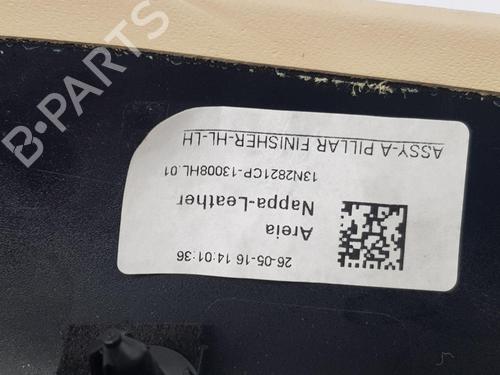 ASSY-A PILLAR FINISHER-HL-LH
13N2821CP-13008HL.01
Nappa-Leather
Areia
26-05-16 14:01:36
B-PARTS